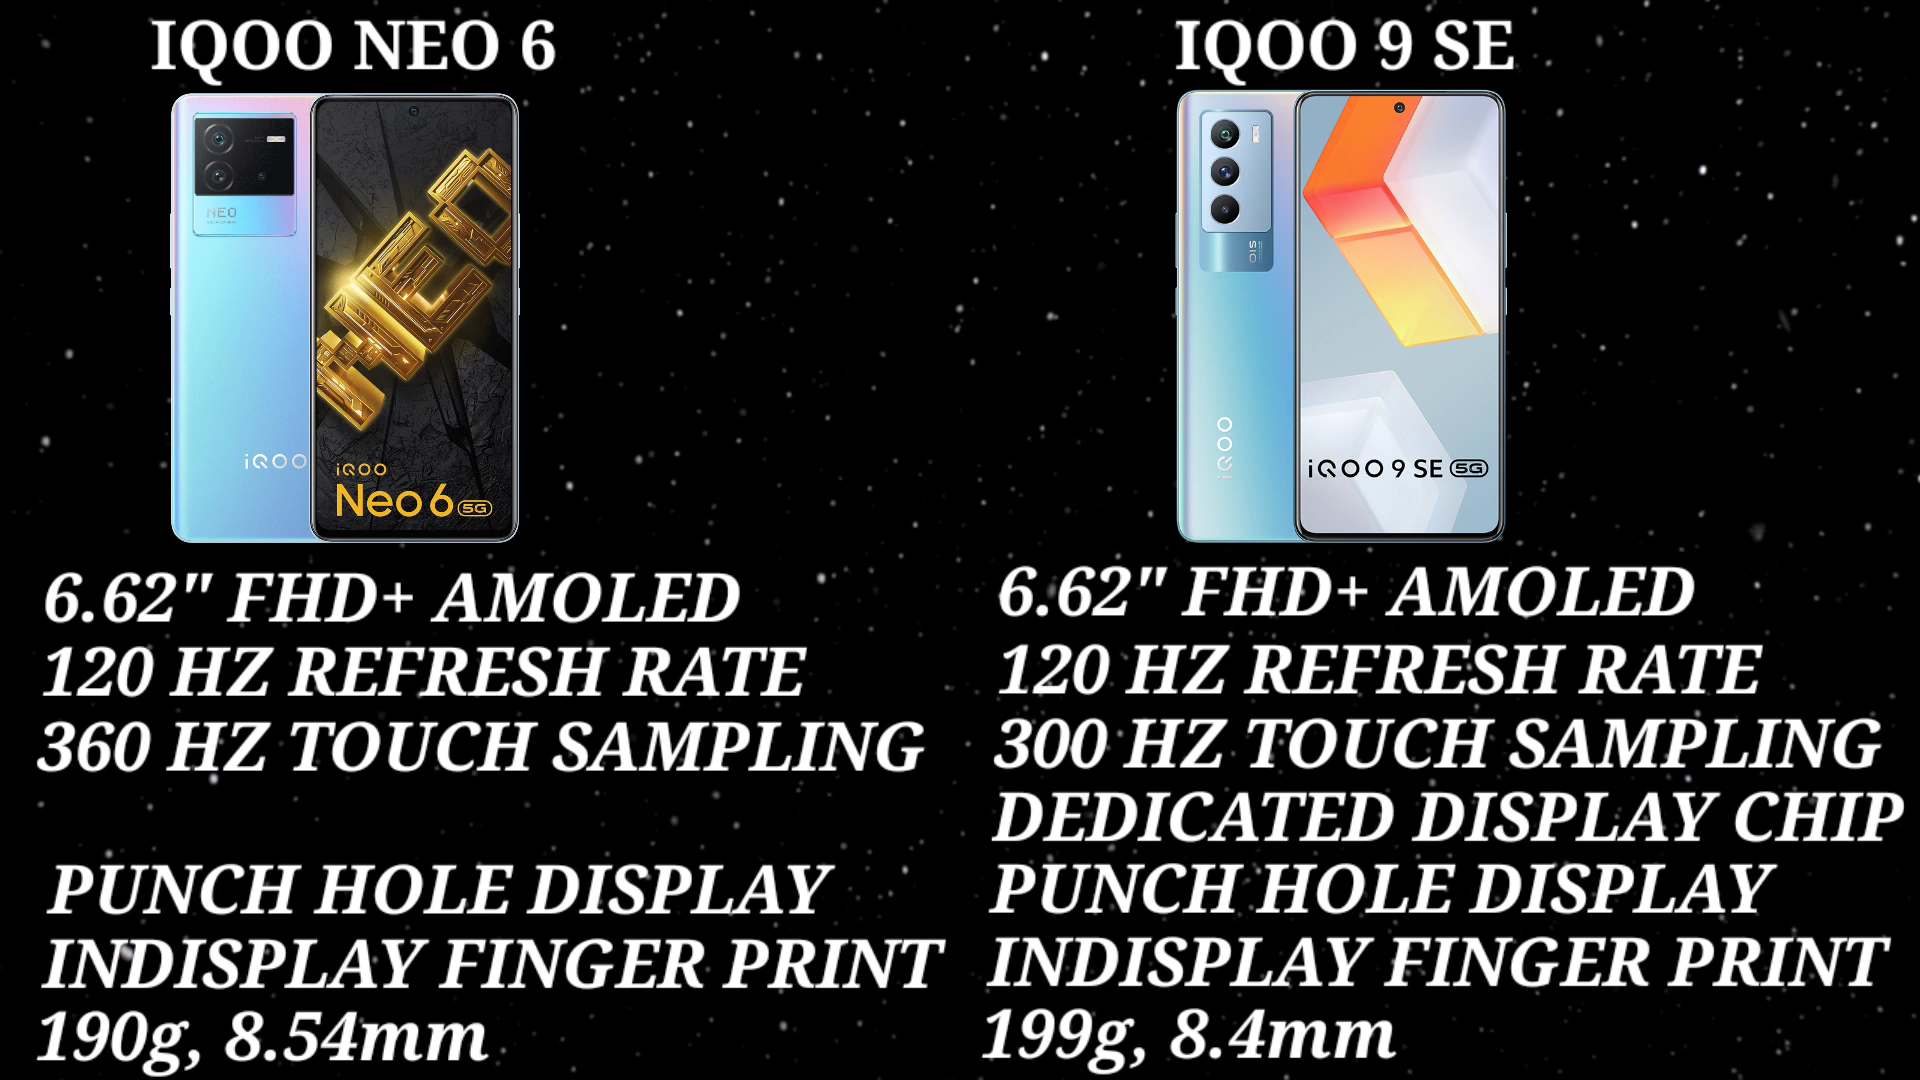 IQOO NEO 6
NEO
iQOO
iQOO
Neo 6 5G
6.62" FHD+ AMOLED
120 HZ REFRESH RATE
360 HZ TOUCH SAMPLING
PUNCH HOLE DISPLAY
INDISPLAY FINGER PRINT
190g, 8.54mm
IQOO 9 SE
OIS
iQOO
iQOO 9 SE 5G
6.62" FHD+ AMOLED
120 HZ REFRESH RATE
300 HZ TOUCH SAMPLING
DEDICATED DISPLAY CHIP
PUNCH HOLE DISPLAY
INDISPLAY FINGER PRINT
199g, 8.4mm